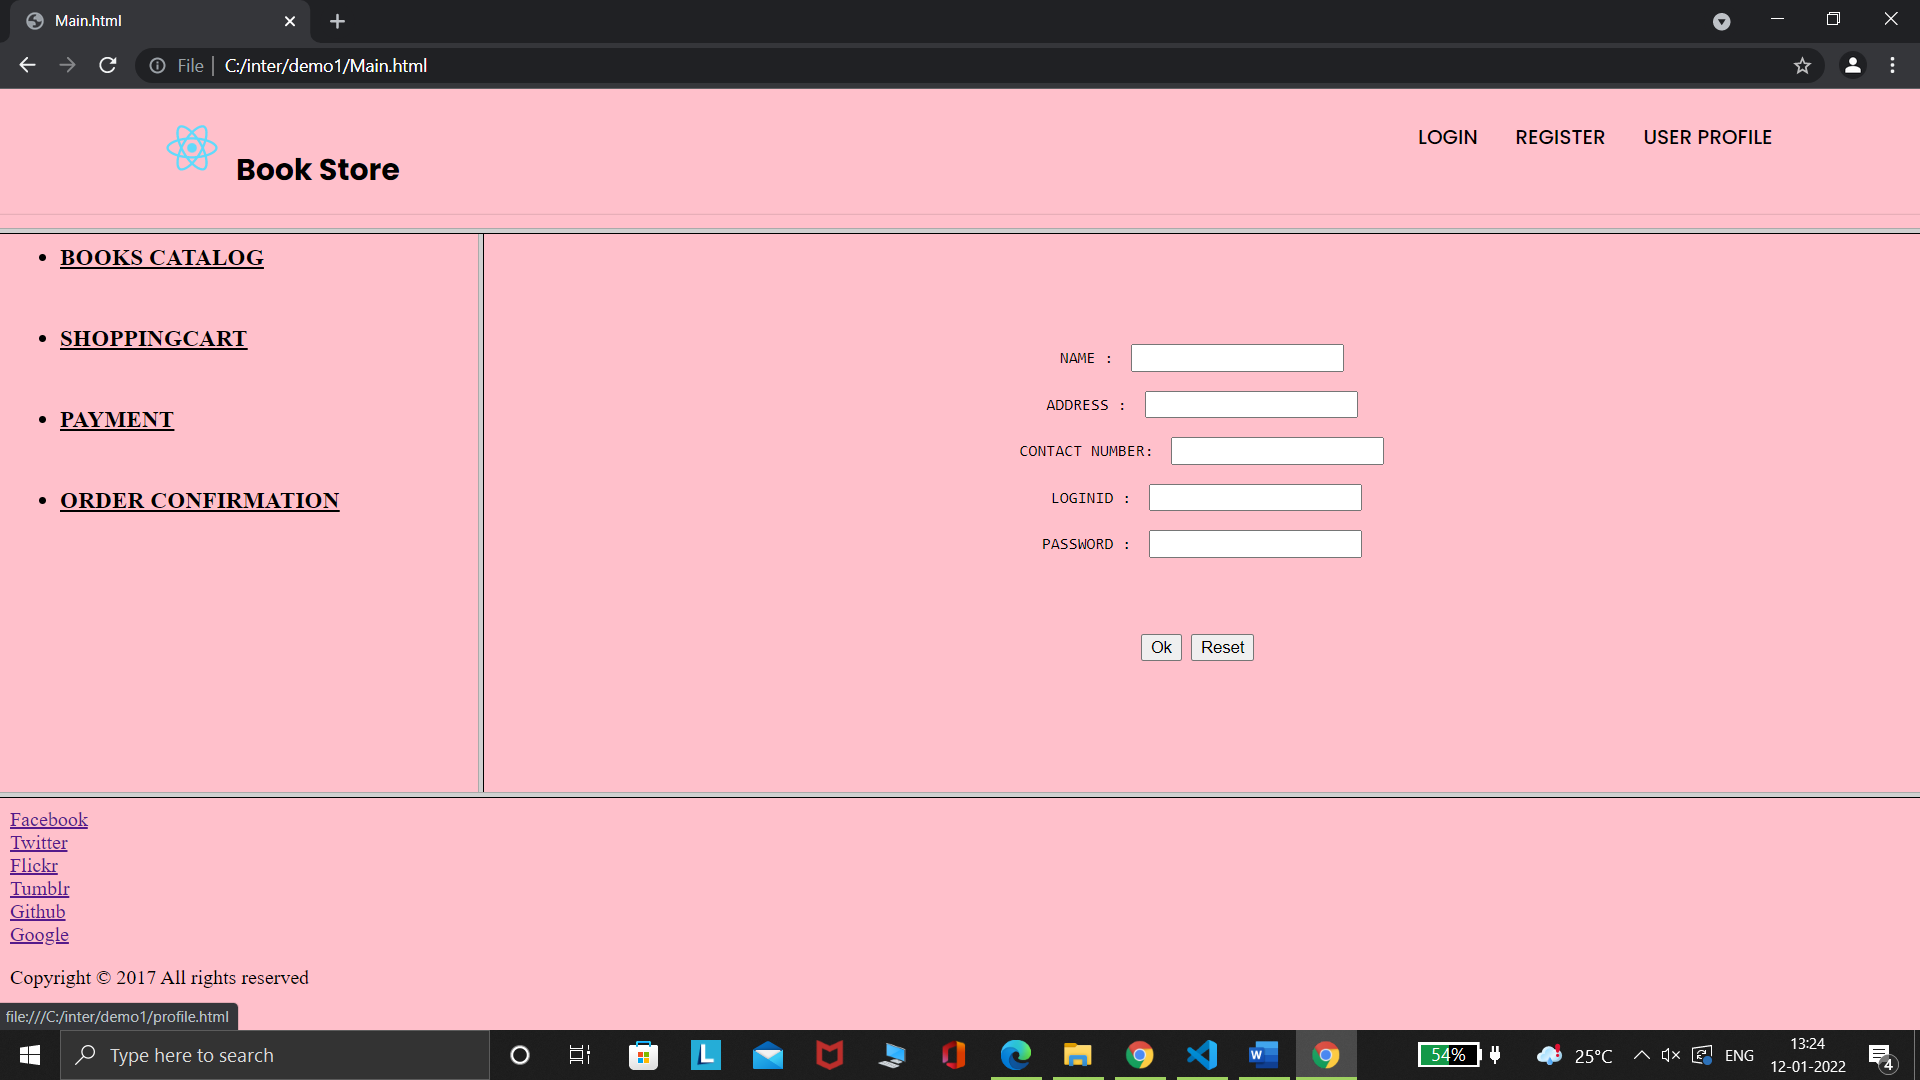 Main.html
File
C:/inter/demo1/Main.html
Book Store
LOGIN REGISTER USER PROFILE
BOOKS CATALOG
SHOPPINGCART
PAYMENT
ORDER CONFIRMATION
NAME :
ADDRESS :
CONTACT NUMBER:
LOGINID :
PASSWORD :
Ok Reset
Facebook
Twitter
Flickr
Tumblr
Github
Google
Copyright © 2017 All rights reserved
file:///C:/inter/demo1/profile.html
Type here to search
L
W
54%
25°C
ENG
13:24
12-01-2022
4